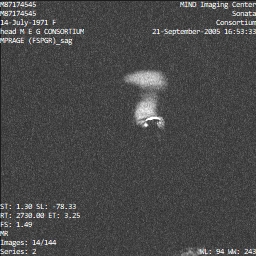 M87174545
M87174545
14-July-1971 F
head M E G CONSORTIUM
MPRAGE (FSPGR)_sag
MIND Imaging Center
Sonata
Consortium
21-September-2005 16:53:33
ST: 1.30 SL: -78.33
RT: 2730.00 ET: 3.25
FS: 1.49
MR
Images: 14/144
Series: 2
WL: 94 WW: 243